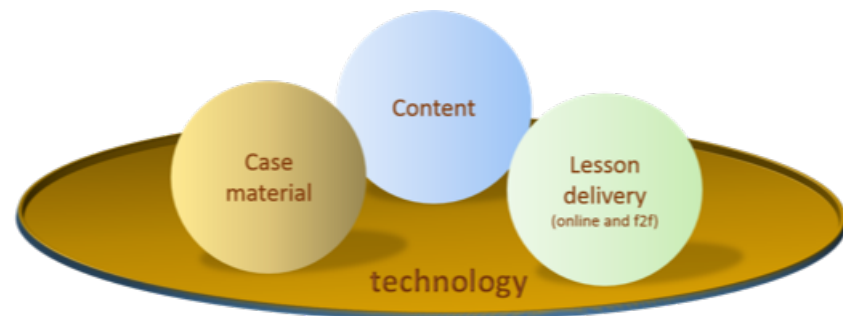 Content
Case
material
Lesson
delivery
(online and f2f)
technology